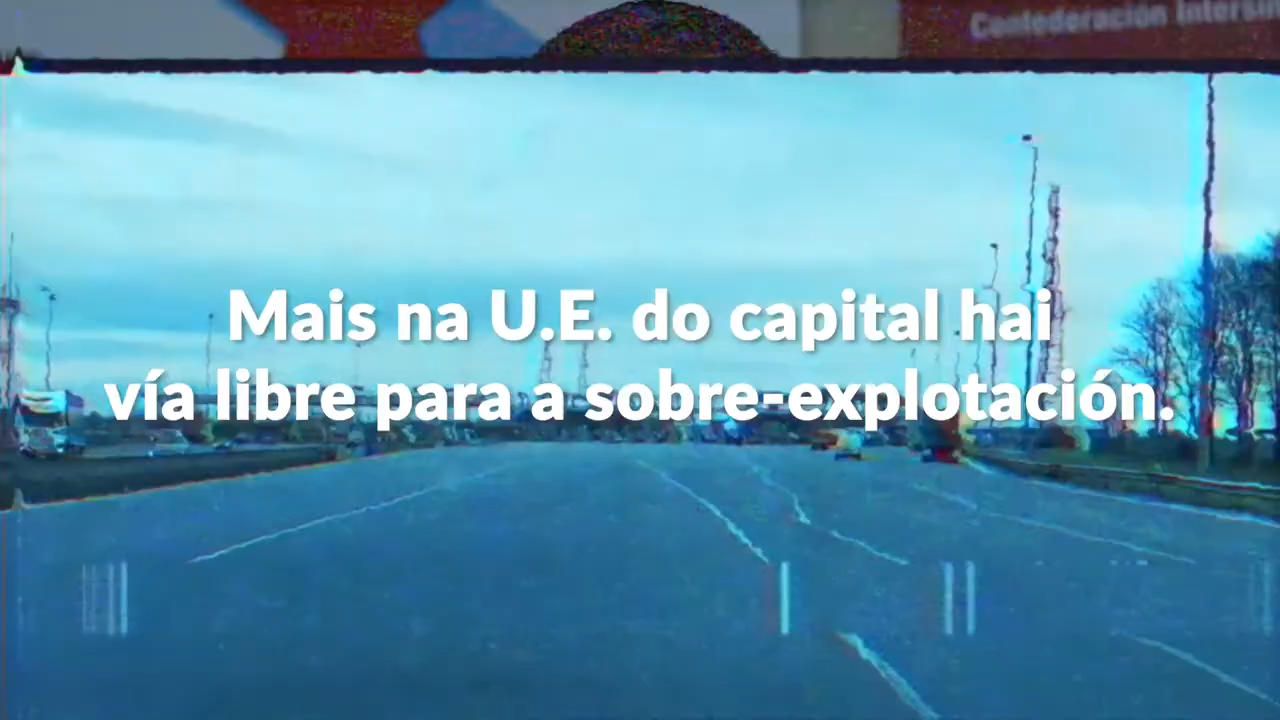 Confederación Intersin
Mais na U.E. do capital hai
vía libre para a sobre-explotación.